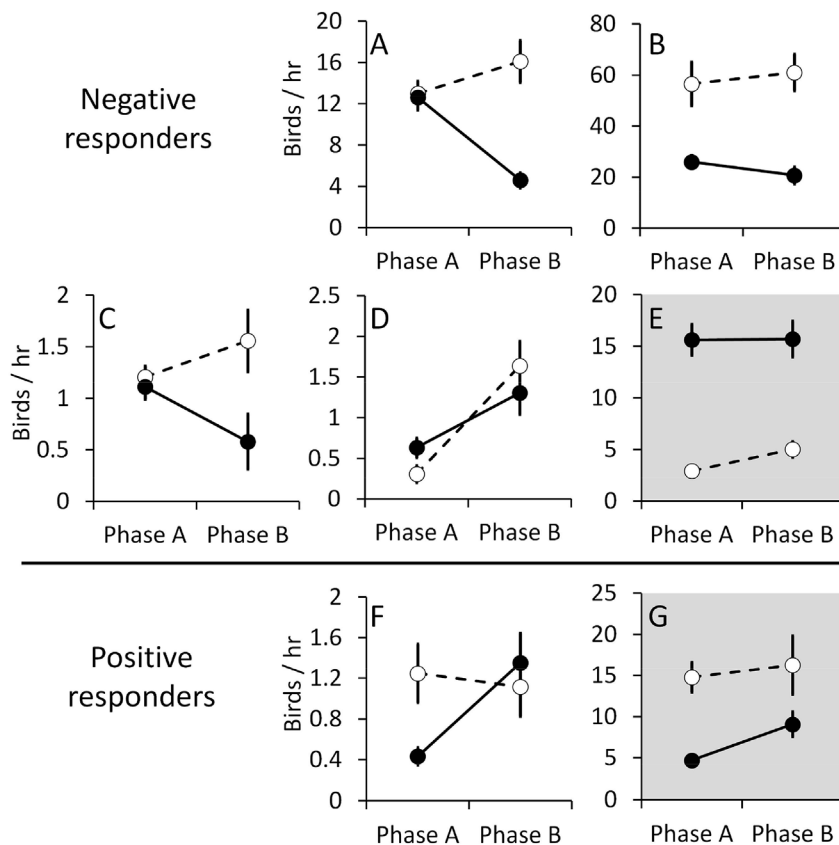 A
B
Negative
responders
Birds / hr
20
16
12
8
4
0
80
60
40
20
0
Phase A Phase B
Phase A Phase B
C
D
E
Birds / hr
2
1.5
1
0.5
0
2.5
2
1.5
1
0.5
0
20
15
10
5
0
Phase A Phase B
Phase A Phase B
Phase A Phase B
F
G
Positive
responders
Birds / hr
2
1.6
1.2
0.8
0.4
0
25
20
15
10
5
0
Phase A Phase B
Phase A Phase B